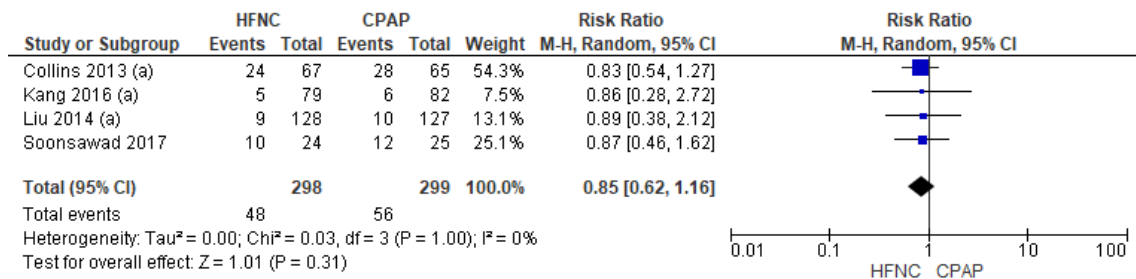 HFNC CPAP Risk Ratio Risk Ratio
Study or Subgroup Events Total Events Total Weight M-H, Random, 95% CI M-H, Random, 95% CI
Collins 2013 (a) 24 67 28 65 54.3% 0.83 [0.54, 1.27]
Kang 2016 (a) 5 79 6 82 7.5% 0.86 [0.28, 2.72]
Liu 2014 (a) 9 128 10 127 13.1% 0.89 [0.38, 2.12]
Soonsawad 2017 10 24 12 25 25.1% 0.87 [0.46, 1.62]
Total (95% CI) 298 299 100.0% 0.85 [0.62, 1.16]
Total events 48 56
Heterogeneity: Tau² = 0.00; Chi² = 0.03, df = 3 (P = 1.00); I² = 0%
Test for overall effect: Z = 1.01 (P = 0.31)
0.01 0.1 1 10 100
HFNC CPAP